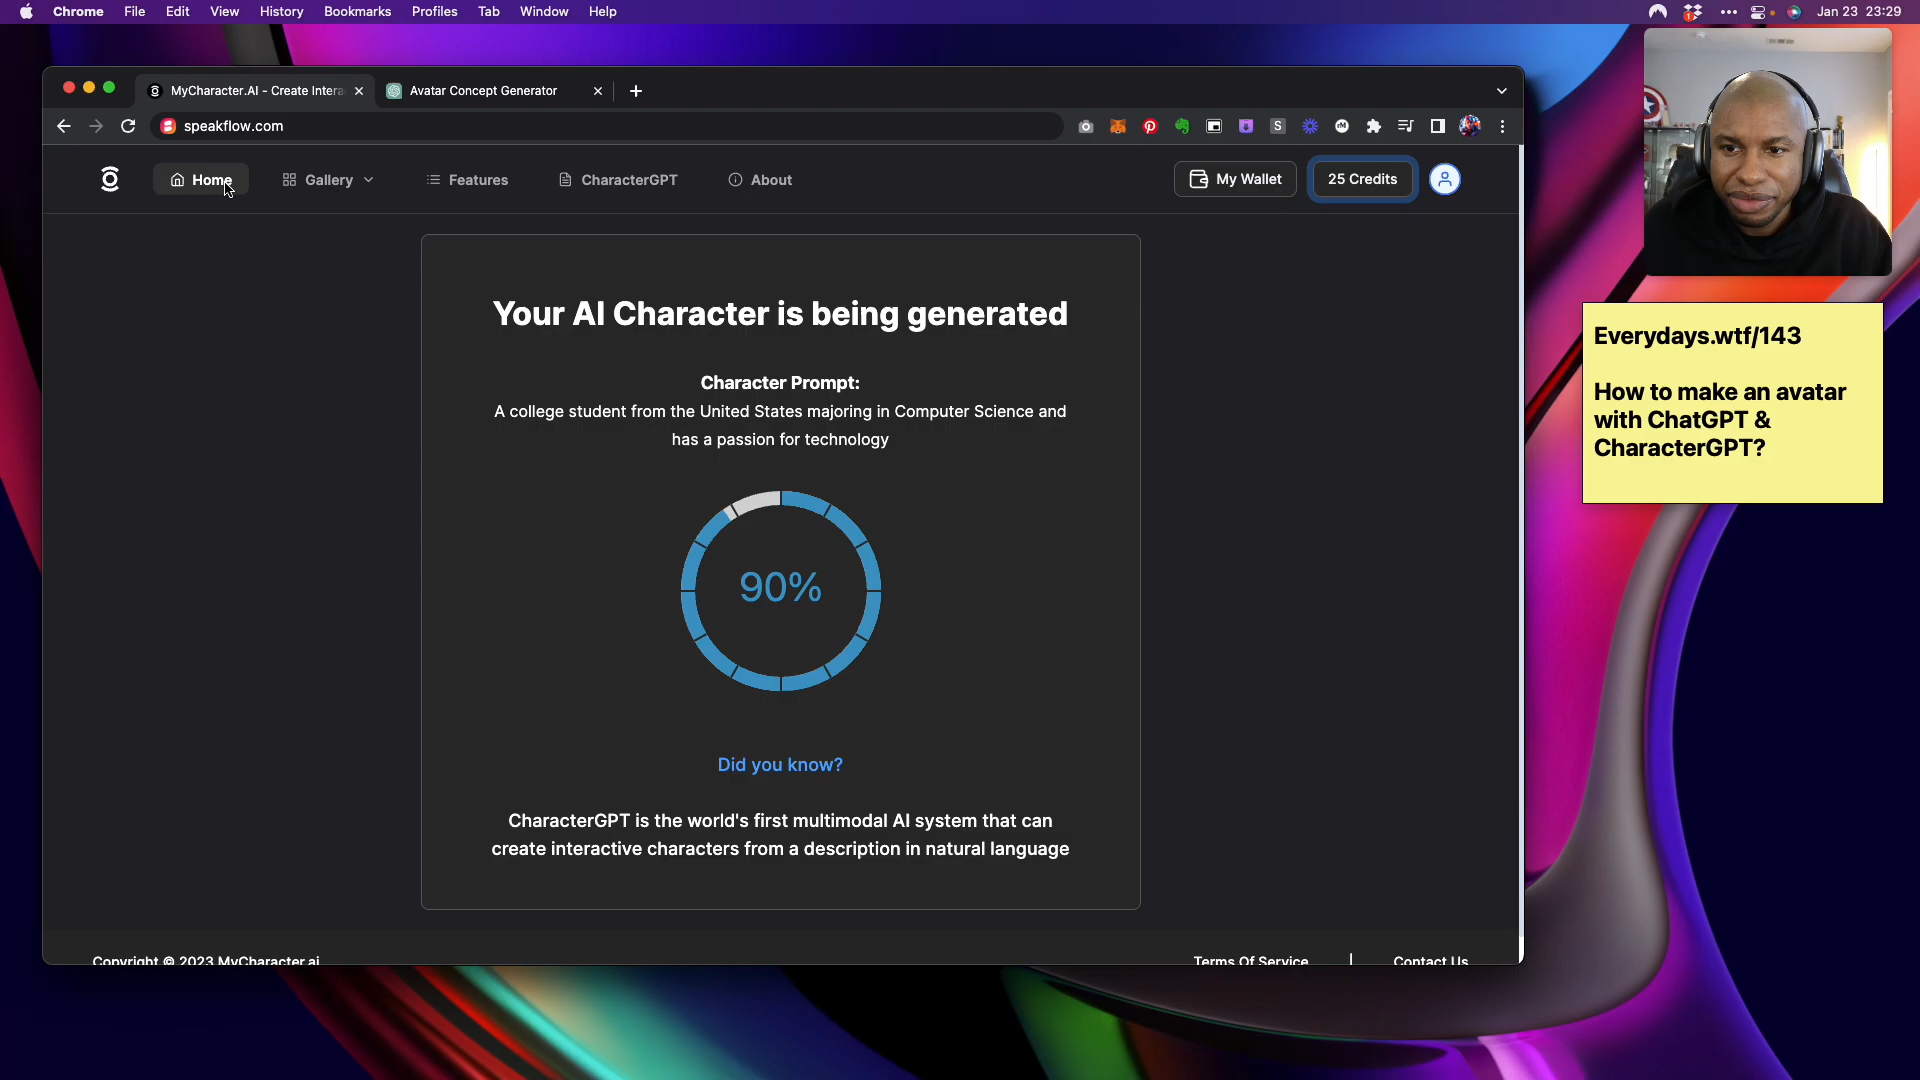 Chrome File Edit View History Bookmarks Profiles Tab Window Help
1
Jan 23 23:29
MyCharacter.AI - Create Intera
Avatar Concept Generator
speakflow.com
Home
Gallery
Features
CharacterGPT
About
My Wallet
25 Credits
Your AI Character is being generated
Character Prompt:
A college student from the United States majoring in Computer Science and
has a passion for technology
90%
Did you know?
CharacterGPT is the world's first multimodal AI system that can
create interactive characters from a description in natural language
Copyright © 2023 MyCharacter.ai
Terms Of Service
Contact Us
Everydays.wtf/143
How to make an avatar
with ChatGPT &
CharacterGPT?